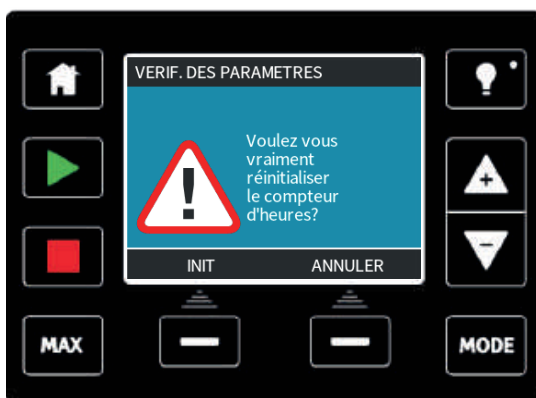 VERIF. DES PARAMETRES
Voulez vous
vraiment
réinitialiser
le compteur
d'heures?
INIT
ANNULER
MAX
MODE